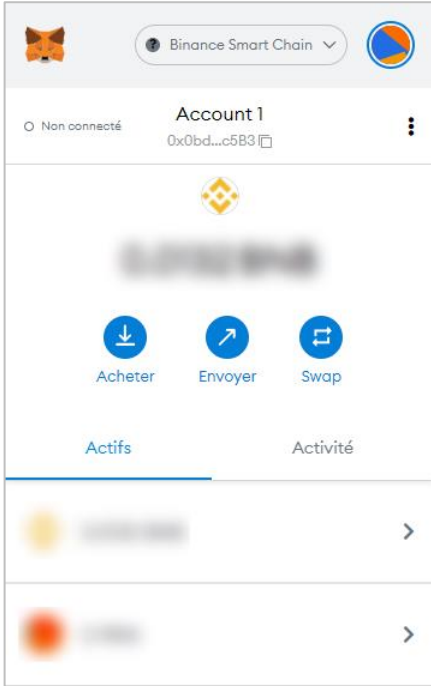 Binance Smart Chain
Non connecté
Account 1
0x0bd...c5B3
Acheter Envoyer Swap
Actifs Activité